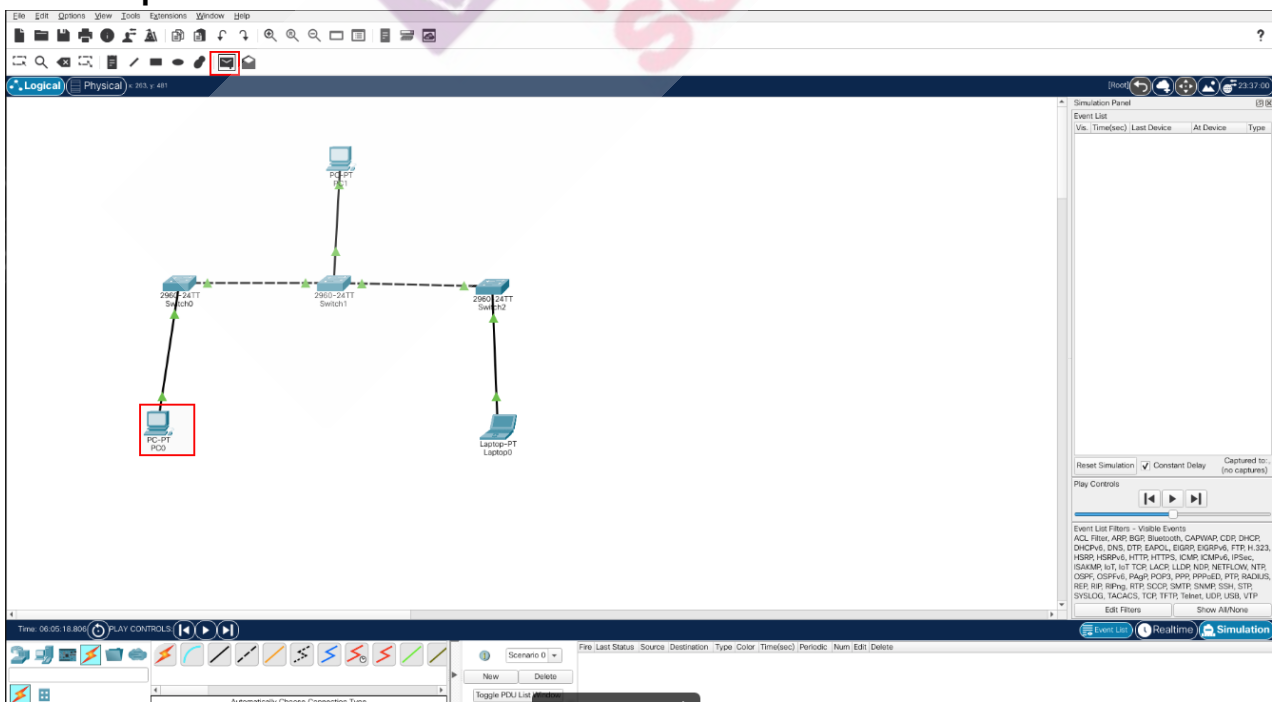 File Edit Options View Tools Extensions Window Help
?
Logical Physical x: 263, y: 481 [Root] 23:37:00
Simulation Panel
Event List
Vis. Time(sec) Last Device At Device Type
PC-PT
PC1
2960-24TT
Switch0
2960-24TT
Switch1
2960-24TT
Switch2
PC-PT
PC0
Laptop-PT
Laptop0
Reset Simulation Constant Delay Captured to:
(no captures)
Play Controls
Event List Filters - Visible Events
ACL Filter, ARP, BGP, Bluetooth, CAPWAP, CDP, DHCP,
DHCPv6, DNS, DTP, EAPOL, EIGRP, EIGRPv6, FTP, H.323,
HSRP, HSRPv6, HTTP, HTTPS, ICMP, ICMPv6, IPSec,
ISAKMP, IoT, IoT TCP, LACP, LLDP, NDP, NETFLOW, NTP,
OSPF, OSPFv6, PAgP, POP3, PPP, PPPoED, PTP, RADIUS,
REP, RIP, RIPng, RTP, SCCP, SMTP, SNMP, SSH, STP,
SYSLOG, TACACS, TCP, TFTP, Telnet, UDP, USB, VTP
Edit Filters Show All/None
Time: 06:05:18.806 PLAY CONTROLS: Event List Realtime Simulation
Scenario 0
New Delete
Toggle PDU List
Fire Last Status Source Destination Type Color Time(sec) Periodic Num Edit Delete
Automatically Choose Connection Type